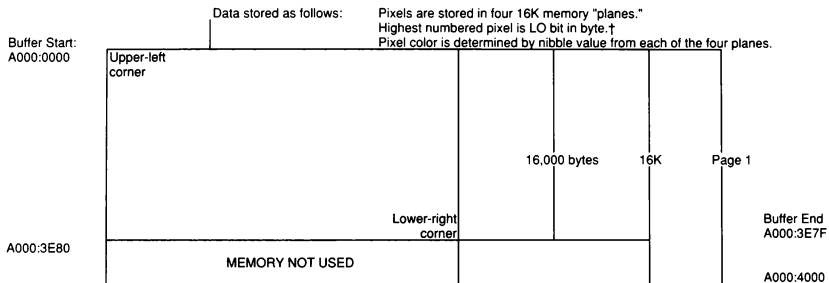 Data stored as follows:
Pixels are stored in four 16K memory "planes."
Highest numbered pixel is LO bit in byte.†
Pixel color is determined by nibble value from each of the four planes.
Buffer Start:
A000:0000
Upper-left
corner
16,000 bytes
16K
Page 1
Lower-right
corner
Buffer End
A000:3E7F
A000:3E80
MEMORY NOT USED
A000:4000